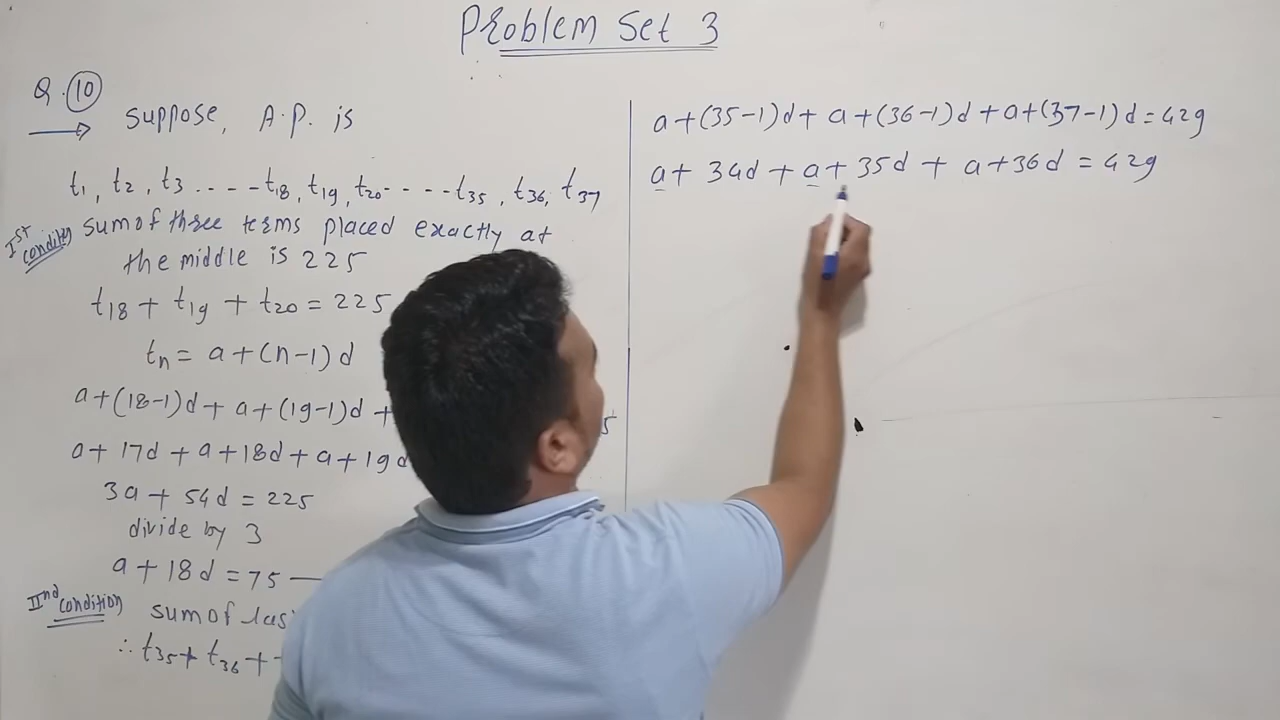 Problem Set 3
Q. 10
→ suppose, A.P. is
t1, t2, t3 ---- t18, t19, t20 ---- t35, t36, t37
Ist condition
sum of three terms placed exactly at
the middle is 225
t18 + t19 + t20 = 225
tn = a+(n-1)d
a+(18-1)d + a+(19-1)d + 5
a+ 17d + a+18d + a+19d
3a + 54d = 225
divide by 3
a + 18d = 75 —
IInd condition
sum of las
∴ t35 + t36 +
a+(35-1)d + a+(36-1)d + a+(37-1)d = 429
a+ 34d + a+ 35d + a+36d = 429